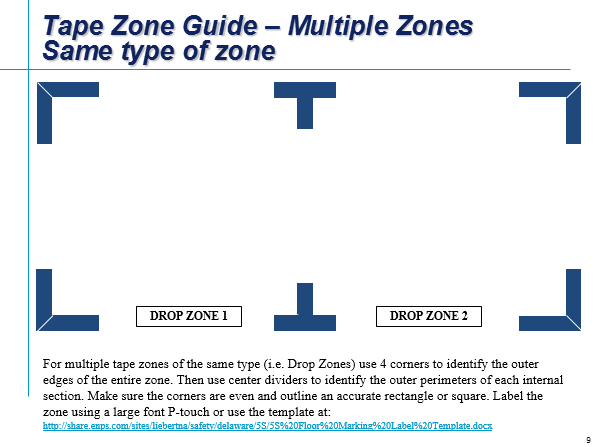 Tape Zone Guide – Multiple Zones
Same type of zone
DROP ZONE 1
DROP ZONE 2
For multiple tape zones of the same type (i.e. Drop Zones) use 4 corners to identify the outer
edges of the entire zone. Then use center dividers to identify the outer perimeters of each internal
section. Make sure the corners are even and outline an accurate rectangle or square. Label the
zone using a large font P-touch or use the template at:
http://share.enps.com/sites/liebertna/safety/delaware/5S/5S%20Floor%20Marking%20Label%20Template.docx
9